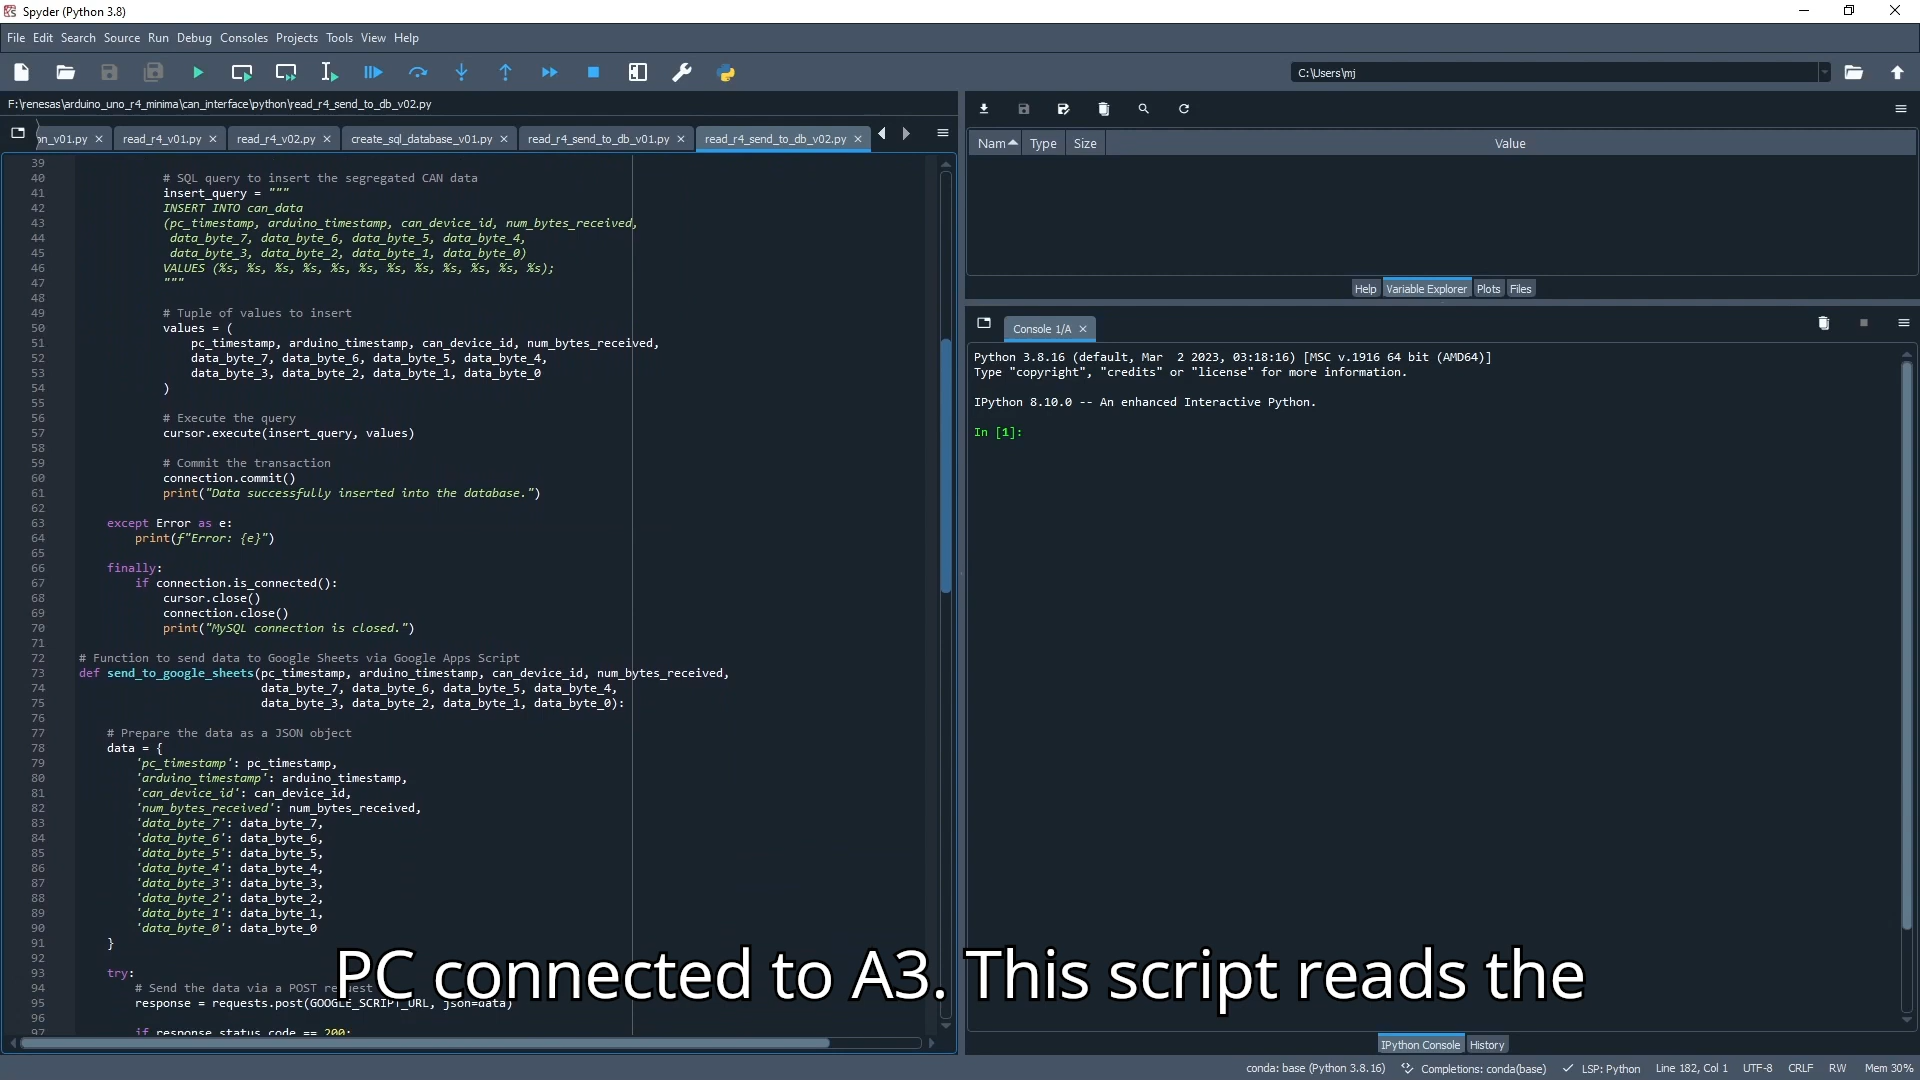 Spyder (Python 3.8)
File Edit Search Source Run Debug Consoles Projects Tools View Help
C:\Users\mj
F:\renesas\arduino_uno_r4_minima\can_interface\python\read_r4_send_to_db_v02.py
on_v01.py read_r4_v01.py read_r4_v02.py create_sql_database_v01.py read_r4_send_to_db_v01.py read_r4_send_to_db_v02.py
39
40 # SQL query to insert the segregated CAN data
41 insert_query = """
42 INSERT INTO can_data
43 (pc_timestamp, arduino_timestamp, can_device_id, num_bytes_received,
44 data_byte_7, data_byte_6, data_byte_5, data_byte_4,
45 data_byte_3, data_byte_2, data_byte_1, data_byte_0)
46 VALUES (%s, %s, %s, %s, %s, %s, %s, %s, %s, %s, %s, %s);
47 """
48
49 # Tuple of values to insert
50 values = (
51 pc_timestamp, arduino_timestamp, can_device_id, num_bytes_received,
52 data_byte_7, data_byte_6, data_byte_5, data_byte_4,
53 data_byte_3, data_byte_2, data_byte_1, data_byte_0
54 )
55
56 # Execute the query
57 cursor.execute(insert_query, values)
58
59 # Commit the transaction
60 connection.commit()
61 print("Data successfully inserted into the database.")
62
63 except Error as e:
64 print(f"Error: {e}")
65
66 finally:
67 if connection.is_connected():
68 cursor.close()
69 connection.close()
70 print("MySQL connection is closed.")
71
72 # Function to send data to Google Sheets via Google Apps Script
73 def send_to_google_sheets(pc_timestamp, arduino_timestamp, can_device_id, num_bytes_received,
74 data_byte_7, data_byte_6, data_byte_5, data_byte_4,
75 data_byte_3, data_byte_2, data_byte_1, data_byte_0):
76
77 # Prepare the data as a JSON object
78 data = {
79 'pc_timestamp': pc_timestamp,
80 'arduino_timestamp': arduino_timestamp,
81 'can_device_id': can_device_id,
82 'num_bytes_received': num_bytes_received,
83 'data_byte_7': data_byte_7,
84 'data_byte_6': data_byte_6,
85 'data_byte_5': data_byte_5,
86 'data_byte_4': data_byte_4,
87 'data_byte_3': data_byte_3,
88 'data_byte_2': data_byte_2,
89 'data_byte_1': data_byte_1,
90 'data_byte_0': data_byte_0
91 }
92
93 try:
94 # Send the data via a POST request
95 response = requests.post(GOOGLE_SCRIPT_URL, json=data)
96
97 if response.status_code == 200:
Nam Type Size Value
Help Variable Explorer Plots Files
Console 1/A
Python 3.8.16 (default, Mar 2 2023, 03:18:16) [MSC v.1916 64 bit (AMD64)]
Type "copyright", "credits" or "license" for more information.
IPython 8.10.0 -- An enhanced Interactive Python.
In [1]:
PC connected to A3. This script reads the
IPython Console History
conda: base (Python 3.8.16) Completions: conda(base) LSP: Python Line 182, Col 1 UTF-8 CRLF RW Mem 30%